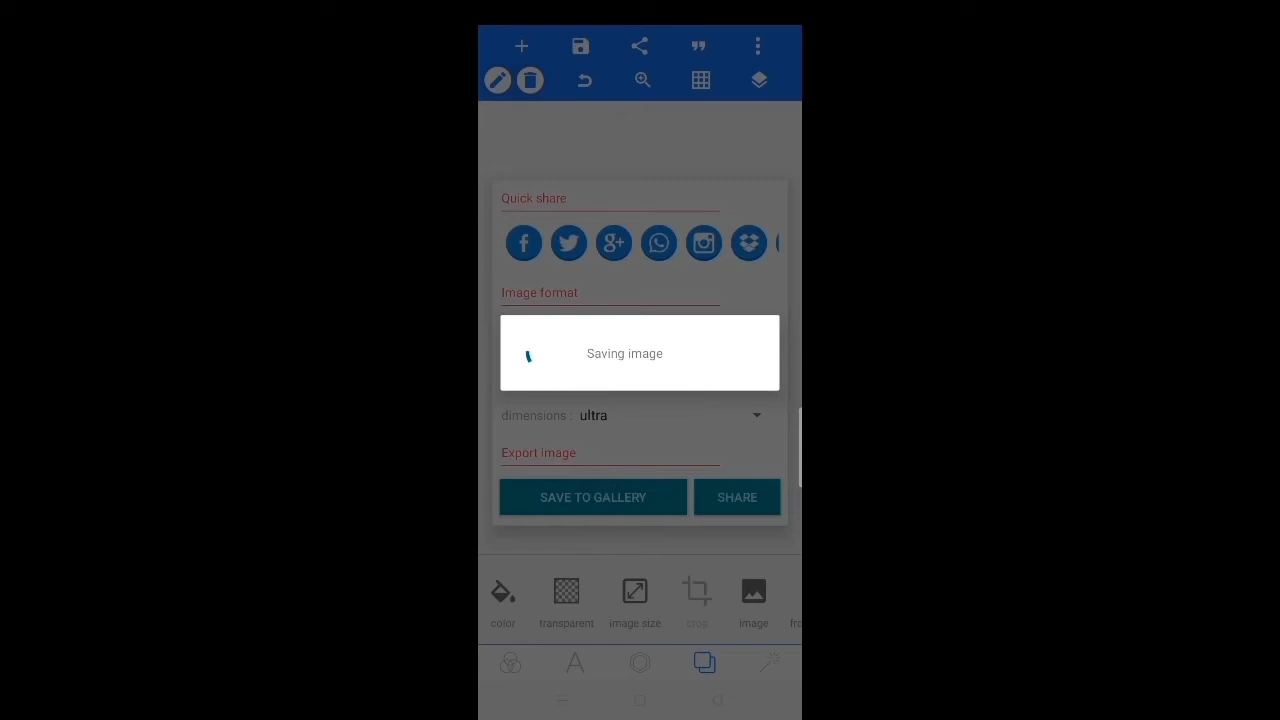 Quick share
Image format
Saving image
dimensions : ultra
Export image
SAVE TO GALLERY SHARE
color transparent image size crop image fro